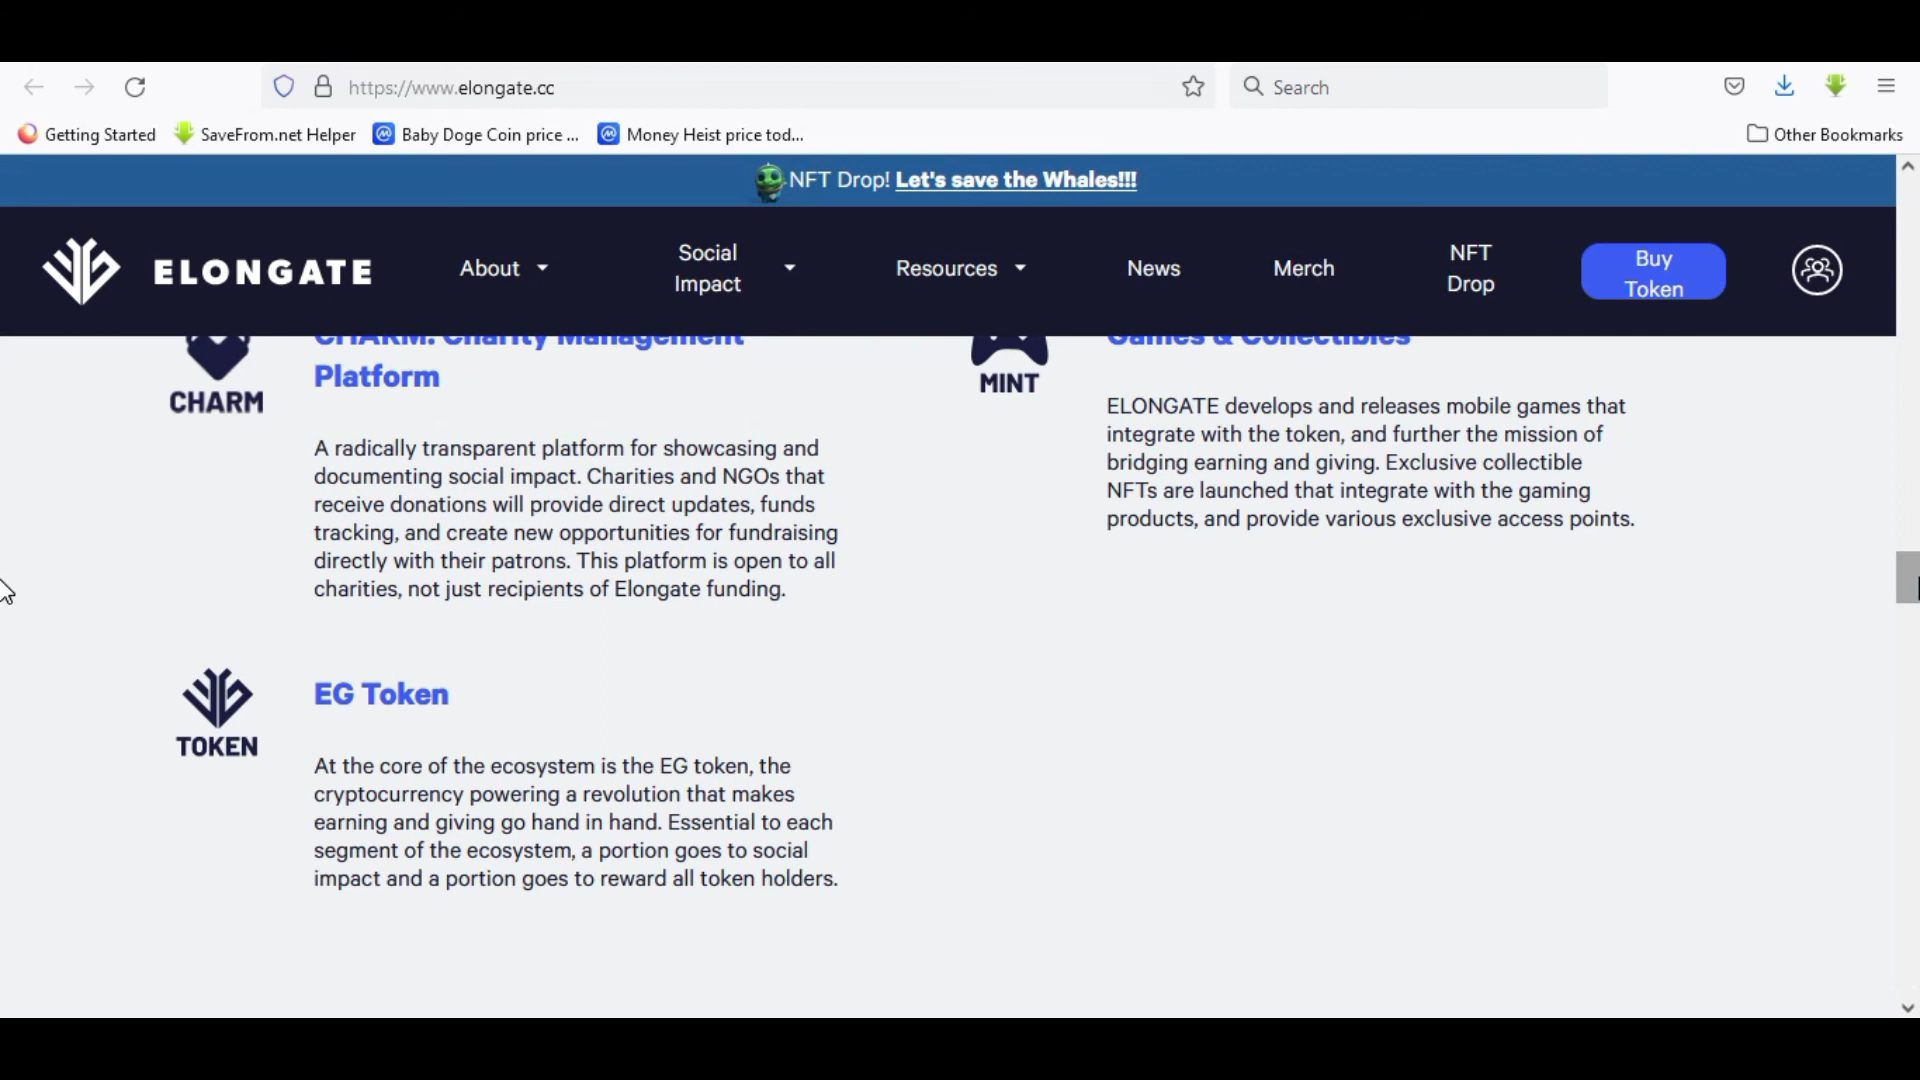 https://www.elongate.cc
Search
Getting Started
SaveFrom.net Helper
Baby Doge Coin price ...
Money Heist price tod...
Other Bookmarks
NFT Drop! Let's save the Whales!!!
ELONGATE
About
Social
Impact
Resources
News
Merch
NFT
Drop
Buy
Token
CHARM
CHARM: Charity Management
Platform
A radically transparent platform for showcasing and
documenting social impact. Charities and NGOs that
receive donations will provide direct updates, funds
tracking, and create new opportunities for fundraising
directly with their patrons. This platform is open to all
charities, not just recipients of Elongate funding.
MINT
Games & Collectibles
ELONGATE develops and releases mobile games that
integrate with the token, and further the mission of
bridging earning and giving. Exclusive collectible
NFTs are launched that integrate with the gaming
products, and provide various exclusive access points.
TOKEN
EG Token
At the core of the ecosystem is the EG token, the
cryptocurrency powering a revolution that makes
earning and giving go hand in hand. Essential to each
segment of the ecosystem, a portion goes to social
impact and a portion goes to reward all token holders.